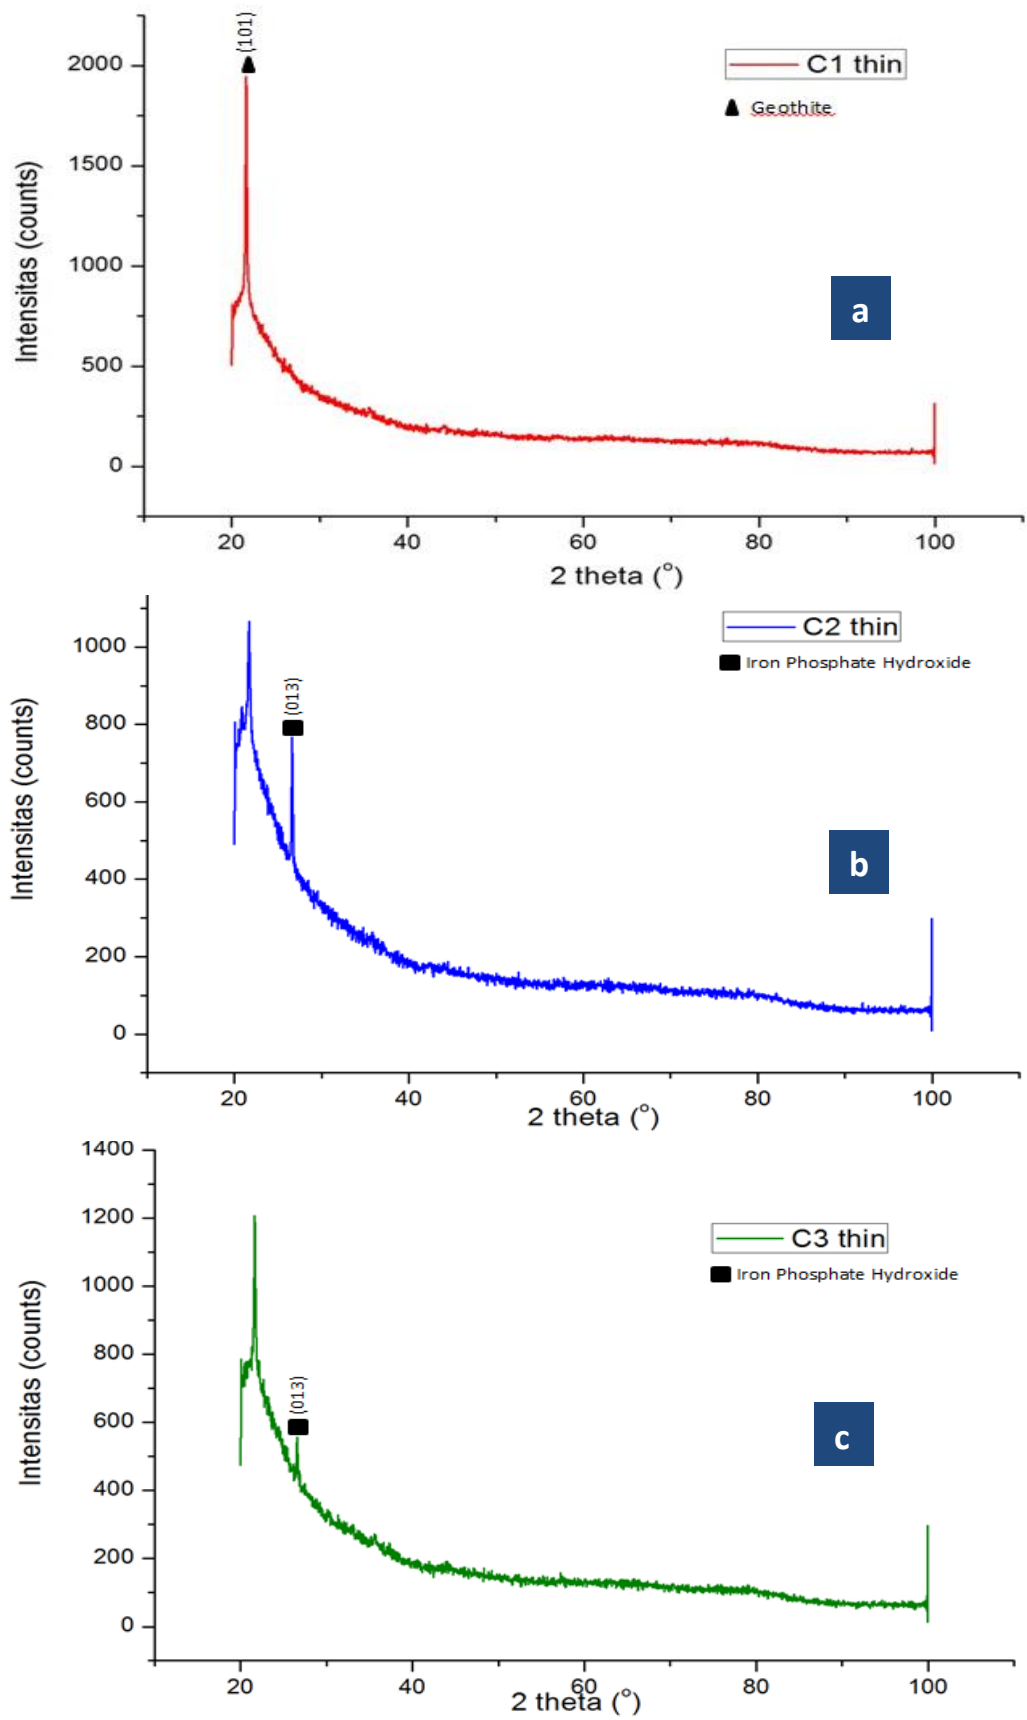 (101)
2000
C1 thin
Geothite
1500
Intensitas (counts)
1000
a
500
0
20 40 60 80 100
2 theta (°)
C2 thin
1000
Iron Phosphate Hydroxide
(013)
800
Intensitas (counts)
600
b
400
200
0
20 40 60 80 100
2 theta (°)
1400
1200
C3 thin
Iron Phosphate Hydroxide
1000
Intensitas (counts)
800
(013)
600
c
400
200
0
20 40 60 80 100
2 theta (°)